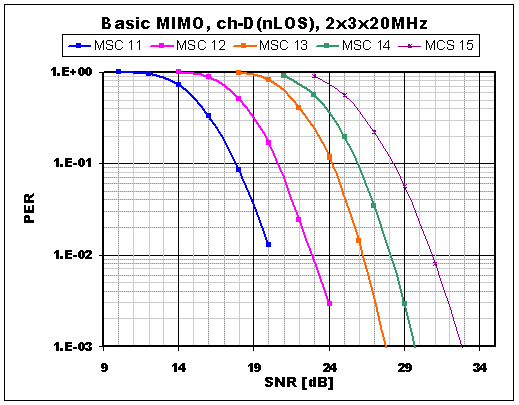 Basic MIMO, ch-D(nLOS), 2x3x20MHz
MSC 11 MSC 12 MSC 13 MSC 14 MCS 15
1.E+00
1.E-01
1.E-02
1.E-03
PER
9 14 19 24 29 34
SNR [dB]